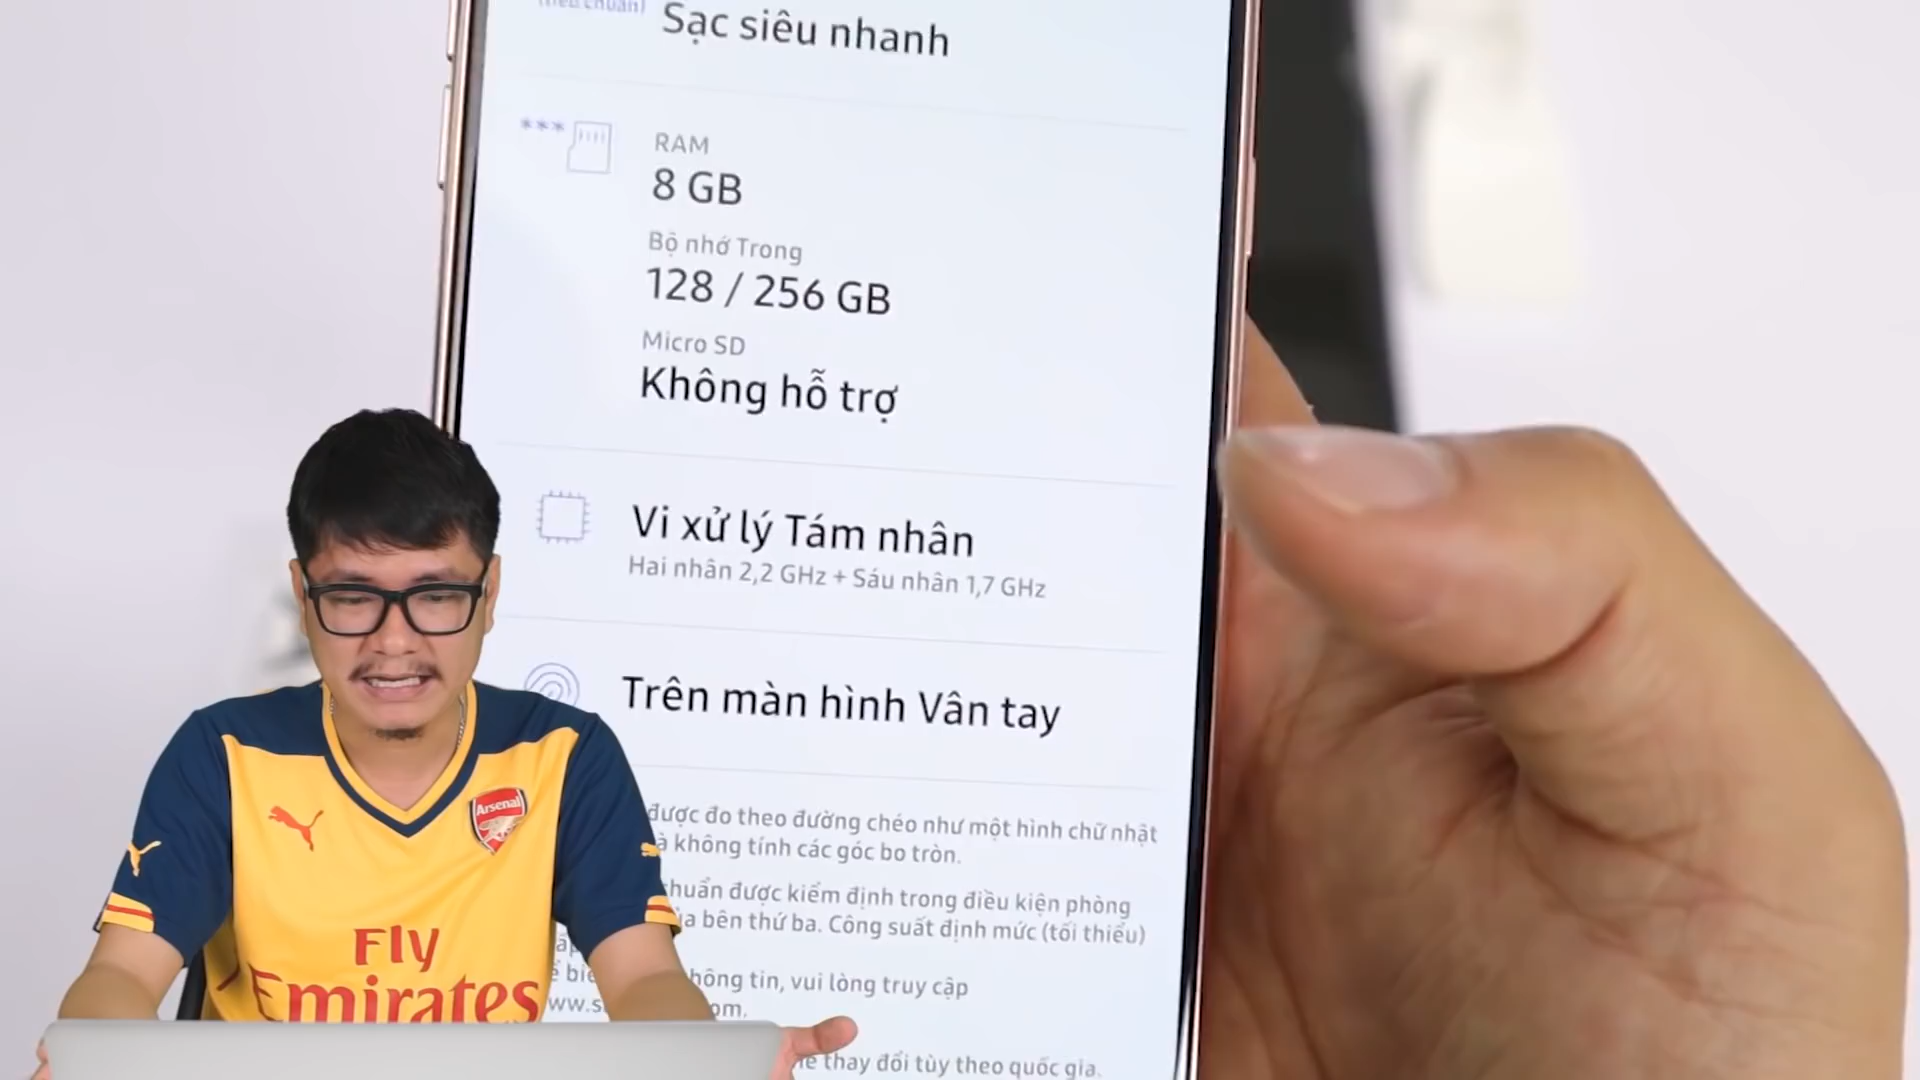 Sạc siêu nhanh
***
RAM
8 GB
Bộ nhớ Trong
128 / 256 GB
Micro SD
Không hỗ trợ
Vi xử lý Tám nhân
Hai nhân 2,2 GHz + Sáu nhân 1,7 GHz
Trên màn hình Vân tay
được đo theo đường chéo như một hình chữ nhật
không tính các góc bo tròn.
được kiểm định trong điều kiện phòng
bên thứ ba. Công suất định mức (tối thiểu)
tin, vui lòng truy cập
thay đổi tùy theo quốc gia.
Arsenal
Fly
Emirates